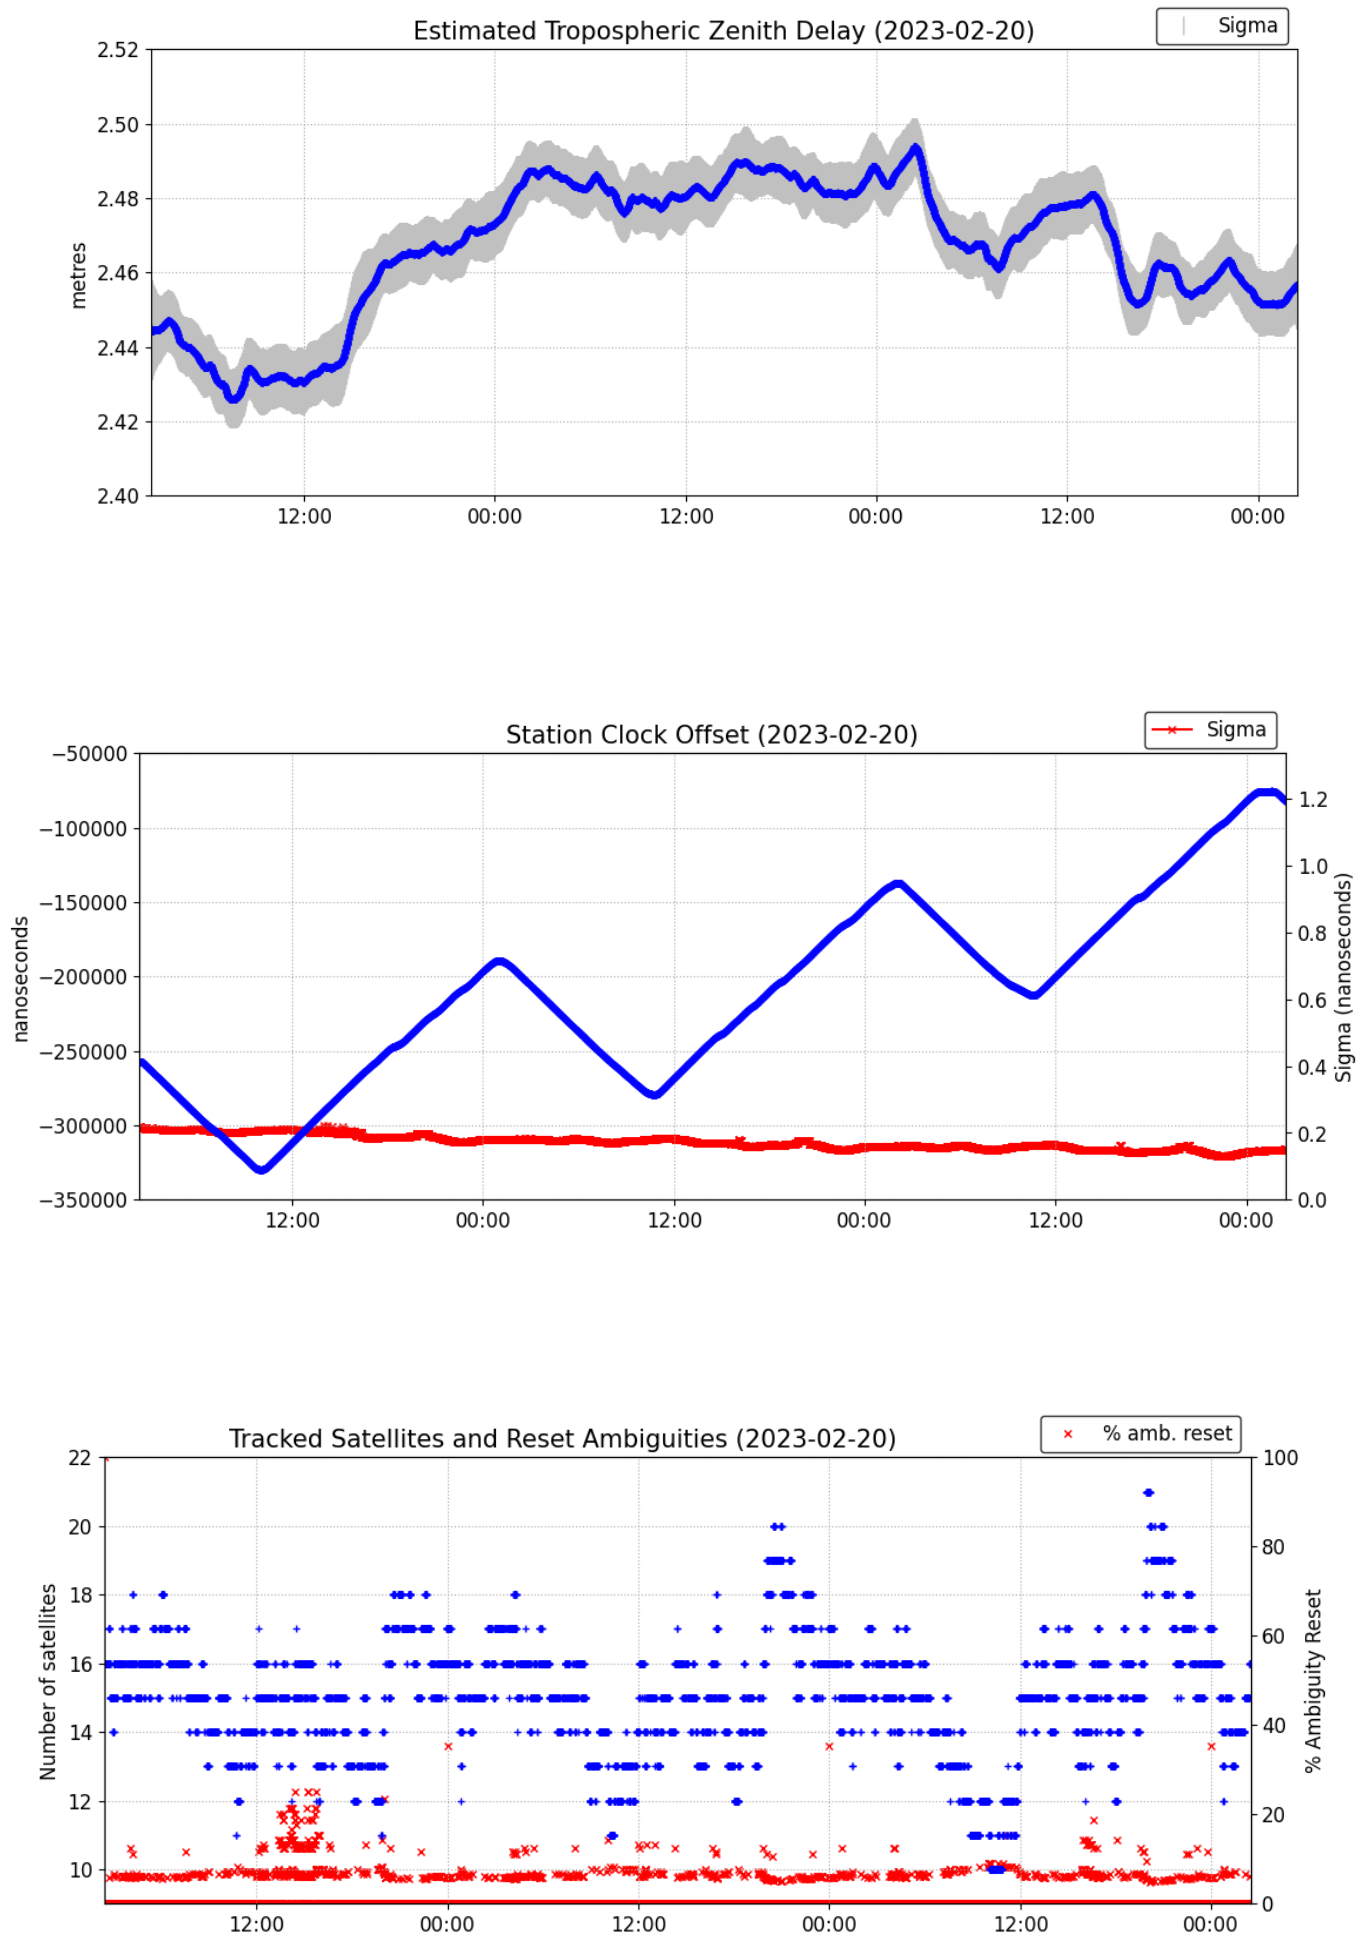 Estimated Tropospheric Zenith Delay (2023-02-20)
Sigma
2.52
2.50
2.48
2.46
2.44
2.42
2.40
metres
12:00 00:00 12:00 00:00 12:00 00:00
Station Clock Offset (2023-02-20)
Sigma
−50000
−100000
−150000
−200000
−250000
−300000
−350000
nanoseconds
1.2
1.0
0.8
0.6
0.4
0.2
0.0
Sigma (nanoseconds)
12:00 00:00 12:00 00:00 12:00 00:00
Tracked Satellites and Reset Ambiguities (2023-02-20)
% amb. reset
22
20
18
16
14
12
10
Number of satellites
100
80
60
40
20
0
% Ambiguity Reset
12:00 00:00 12:00 00:00 12:00 00:00